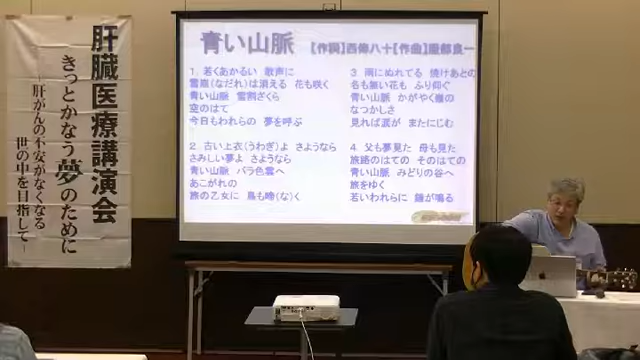 肝臓医療講演会
きっとかなう夢のために
肝がんの不安がなくなる
世の中を目指して
青い山脈 【作詞】西條八十【作曲】服部良一
1. 若くあかるい 歌声に
雪崩(なだれ)は消える 花も咲く
青い山脈 雪割ざくら
空のはて
今日もわれらの 夢を呼ぶ
2. 古い上衣(うわぎ)よ さようなら
さみしい夢よ さようなら
青い山脈 バラ色雲へ
あこがれの
旅の乙女に 鳥も啼(な)く
3. 雨にぬれてる 焼けあとの
名も無い花も ふり仰ぐ
青い山脈 かがやく嶺の
なつかしさ
見れば涙が またにじむ
4. 父も夢見た 母も見た
旅路のはての そのはての
青い山脈 みどりの谷へ
旅をゆく
若いわれらに 鐘が鳴る